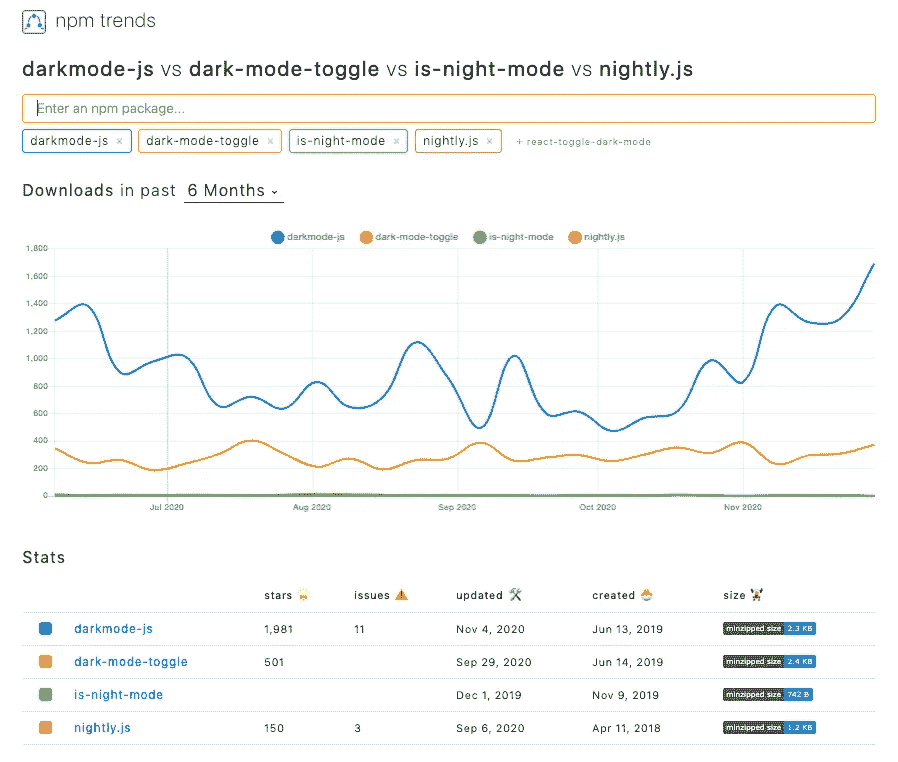 npm trends
darkmode-js vs dark-mode-toggle vs is-night-mode vs nightly.js
Enter an npm package...
darkmode-js × dark-mode-toggle × is-night-mode × nightly.js × + react-toggle-dark-mode
Downloads in past 6 Months
darkmode-js dark-mode-toggle is-night-mode nightly.js
1,800
1,600
1,400
1,200
1,000
800
600
400
200
0
Jul 2020 Aug 2020 Sep 2020 Oct 2020 Nov 2020
Stats
stars issues updated created size
darkmode-js 1,981 11 Nov 4, 2020 Jun 13, 2019 minzipped size 2.3 KB
dark-mode-toggle 501 Sep 29, 2020 Jun 14, 2019 minzipped size 2.4 KB
is-night-mode Dec 1, 2019 Nov 9, 2019 minzipped size 742 B
nightly.js 150 3 Sep 6, 2020 Apr 11, 2018 minzipped size 1.2 KB